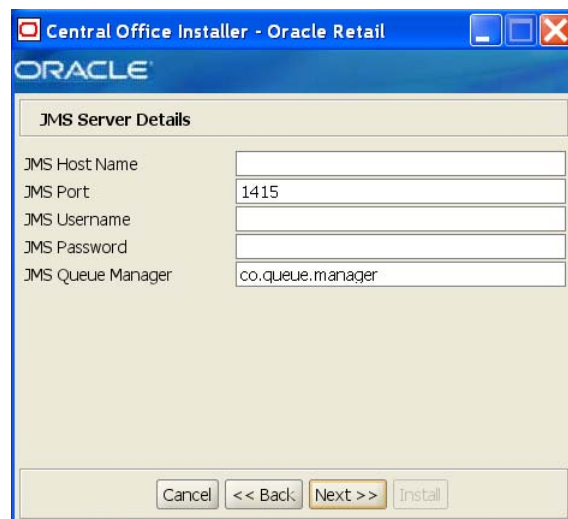 Central Office Installer - Oracle Retail
ORACLE
JMS Server Details
JMS Host Name
JMS Port 1415
JMS Username
JMS Password
JMS Queue Manager co.queue.manager
Cancel << Back Next >> Install